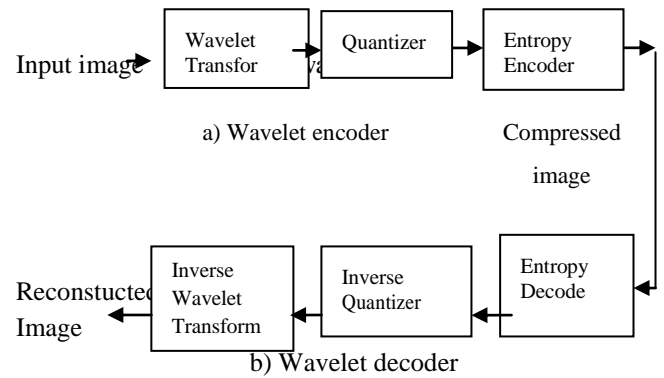 Input image
Wavelet
Transfor
Quantizer
Entropy
Encoder
a) Wavelet encoder
Compressed
image
Reconstucted
Image
Inverse
Wavelet
Transform
Inverse
Quantizer
Entropy
Decode
b) Wavelet decoder